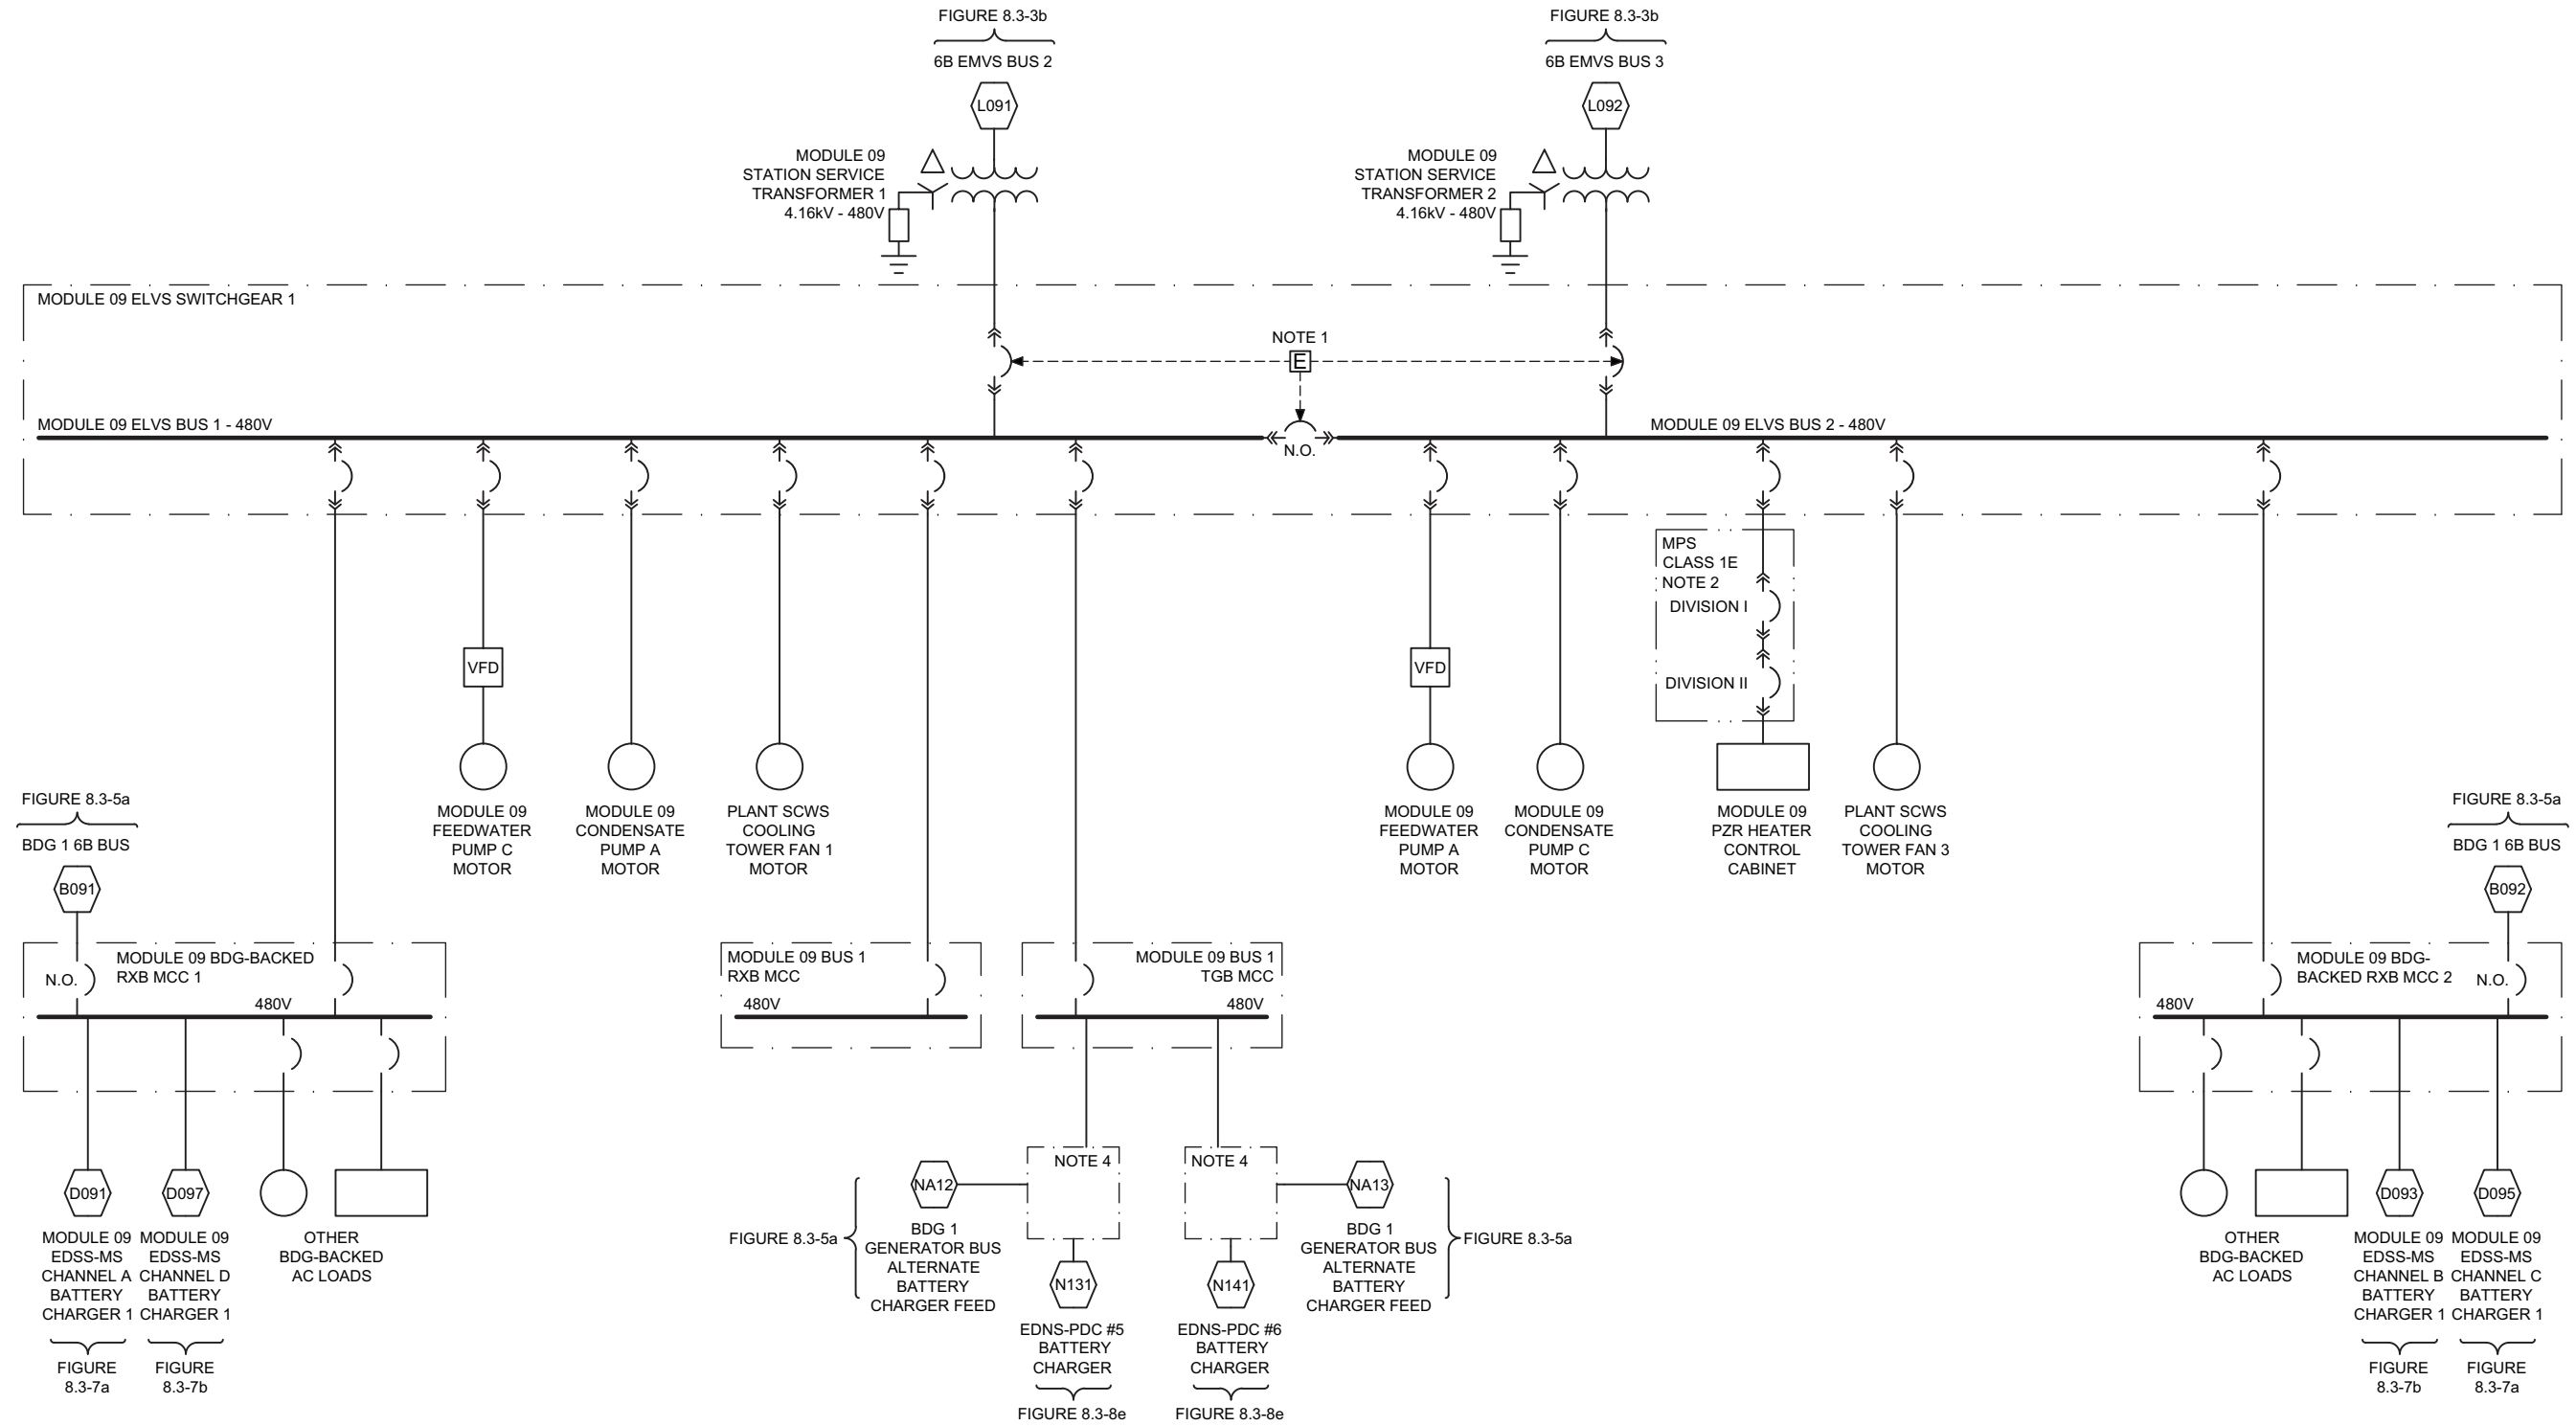 FIGURE 8.3-3b
6B EMVS BUS 2
L091
MODULE 09
STATION SERVICE
TRANSFORMER 1
4.16kV - 480V
FIGURE 8.3-3b
6B EMVS BUS 3
L092
MODULE 09
STATION SERVICE
TRANSFORMER 2
4.16kV - 480V
MODULE 09 ELVS SWITCHGEAR 1
NOTE 1
E
MODULE 09 ELVS BUS 1 - 480V
N.O.
MODULE 09 ELVS BUS 2 - 480V
VFD
MODULE 09
FEEDWATER
PUMP C
MOTOR
MODULE 09
CONDENSATE
PUMP A
MOTOR
PLANT SCWS
COOLING
TOWER FAN 1
MOTOR
VFD
MODULE 09
FEEDWATER
PUMP A
MOTOR
MODULE 09
CONDENSATE
PUMP C
MOTOR
MPS
CLASS 1E
NOTE 2
DIVISION I
DIVISION II
MODULE 09
PZR HEATER
CONTROL
CABINET
PLANT SCWS
COOLING
TOWER FAN 3
MOTOR
FIGURE 8.3-5a
BDG 1 6B BUS
B091
N.O.
MODULE 09 BDG-BACKED
RXB MCC 1
480V
MODULE 09 BUS 1
RXB MCC
480V
MODULE 09 BUS 1
TGB MCC
480V
FIGURE 8.3-5a
BDG 1 6B BUS
B092
MODULE 09 BDG-
BACKED RXB MCC 2
N.O.
480V
D091
MODULE 09
EDSS-MS
CHANNEL A
BATTERY
CHARGER 1
FIGURE
8.3-7a
D097
MODULE 09
EDSS-MS
CHANNEL D
BATTERY
CHARGER 1
FIGURE
8.3-7b
OTHER
BDG-BACKED
AC LOADS
FIGURE 8.3-5a
NA12
BDG 1
GENERATOR BUS
ALTERNATE
BATTERY
CHARGER FEED
NOTE 4
N131
EDNS-PDC #5
BATTERY
CHARGER
FIGURE 8.3-8e
NOTE 4
N141
EDNS-PDC #6
BATTERY
CHARGER
FIGURE 8.3-8e
NA13
BDG 1
GENERATOR BUS
ALTERNATE
BATTERY
CHARGER FEED
FIGURE 8.3-5a
OTHER
BDG-BACKED
AC LOADS
D093
MODULE 09
EDSS-MS
CHANNEL B
BATTERY
CHARGER 1
FIGURE
8.3-7b
D095
MODULE 09
EDSS-MS
CHANNEL C
BATTERY
CHARGER 1
FIGURE
8.3-7a